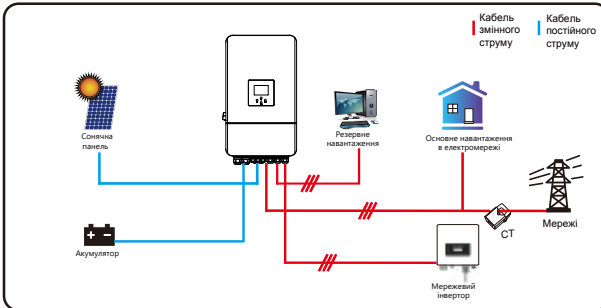 Кабель
змінного
струму
Кабель
постійного
струму
Сонячна
панель
Резервне
навантаження
Основне навантаження
в електромережі
Акумулятор
CT
Мережі
Мережевий
інвертор